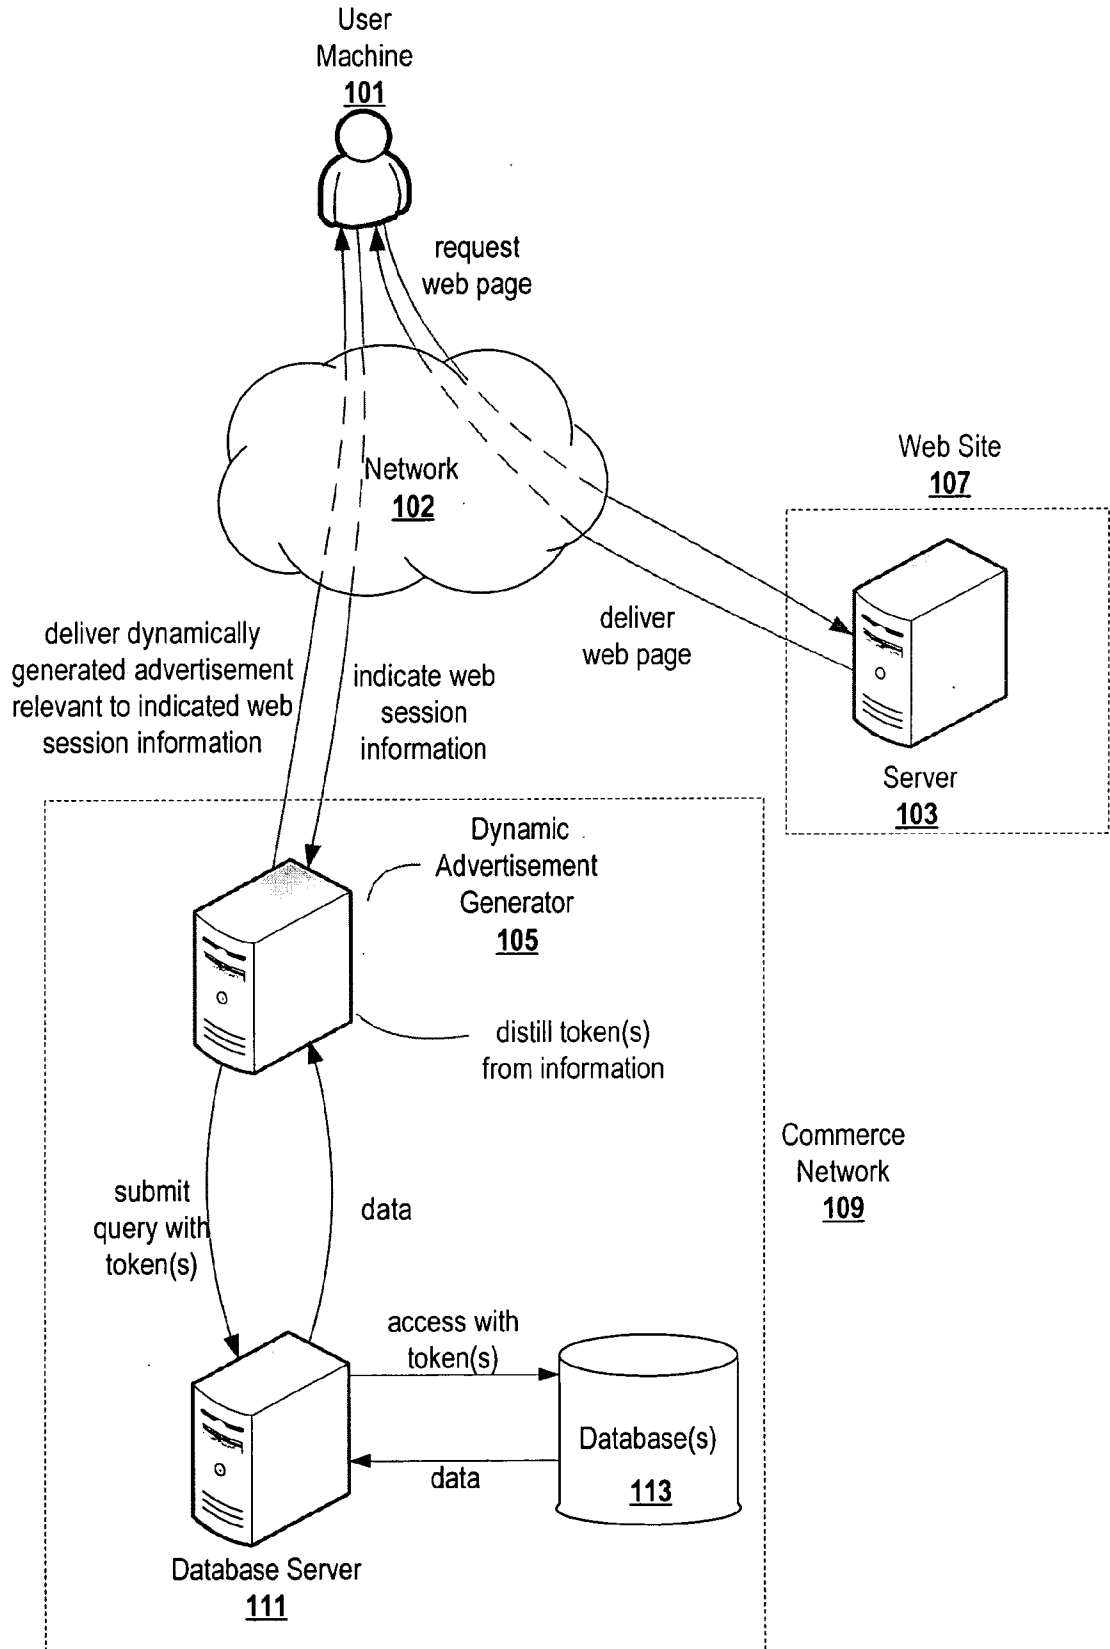 User
Machine
101
request
web page
Network
102
Web Site
107
deliver
web page
Server
103
deliver dynamically
generated advertisement
relevant to indicated web
session information
indicate web
session
information
Dynamic
Advertisement
Generator
105
distill token(s)
from information
Commerce
Network
109
submit
query with
token(s)
data
access with
token(s)
data
Database(s)
113
Database Server
111